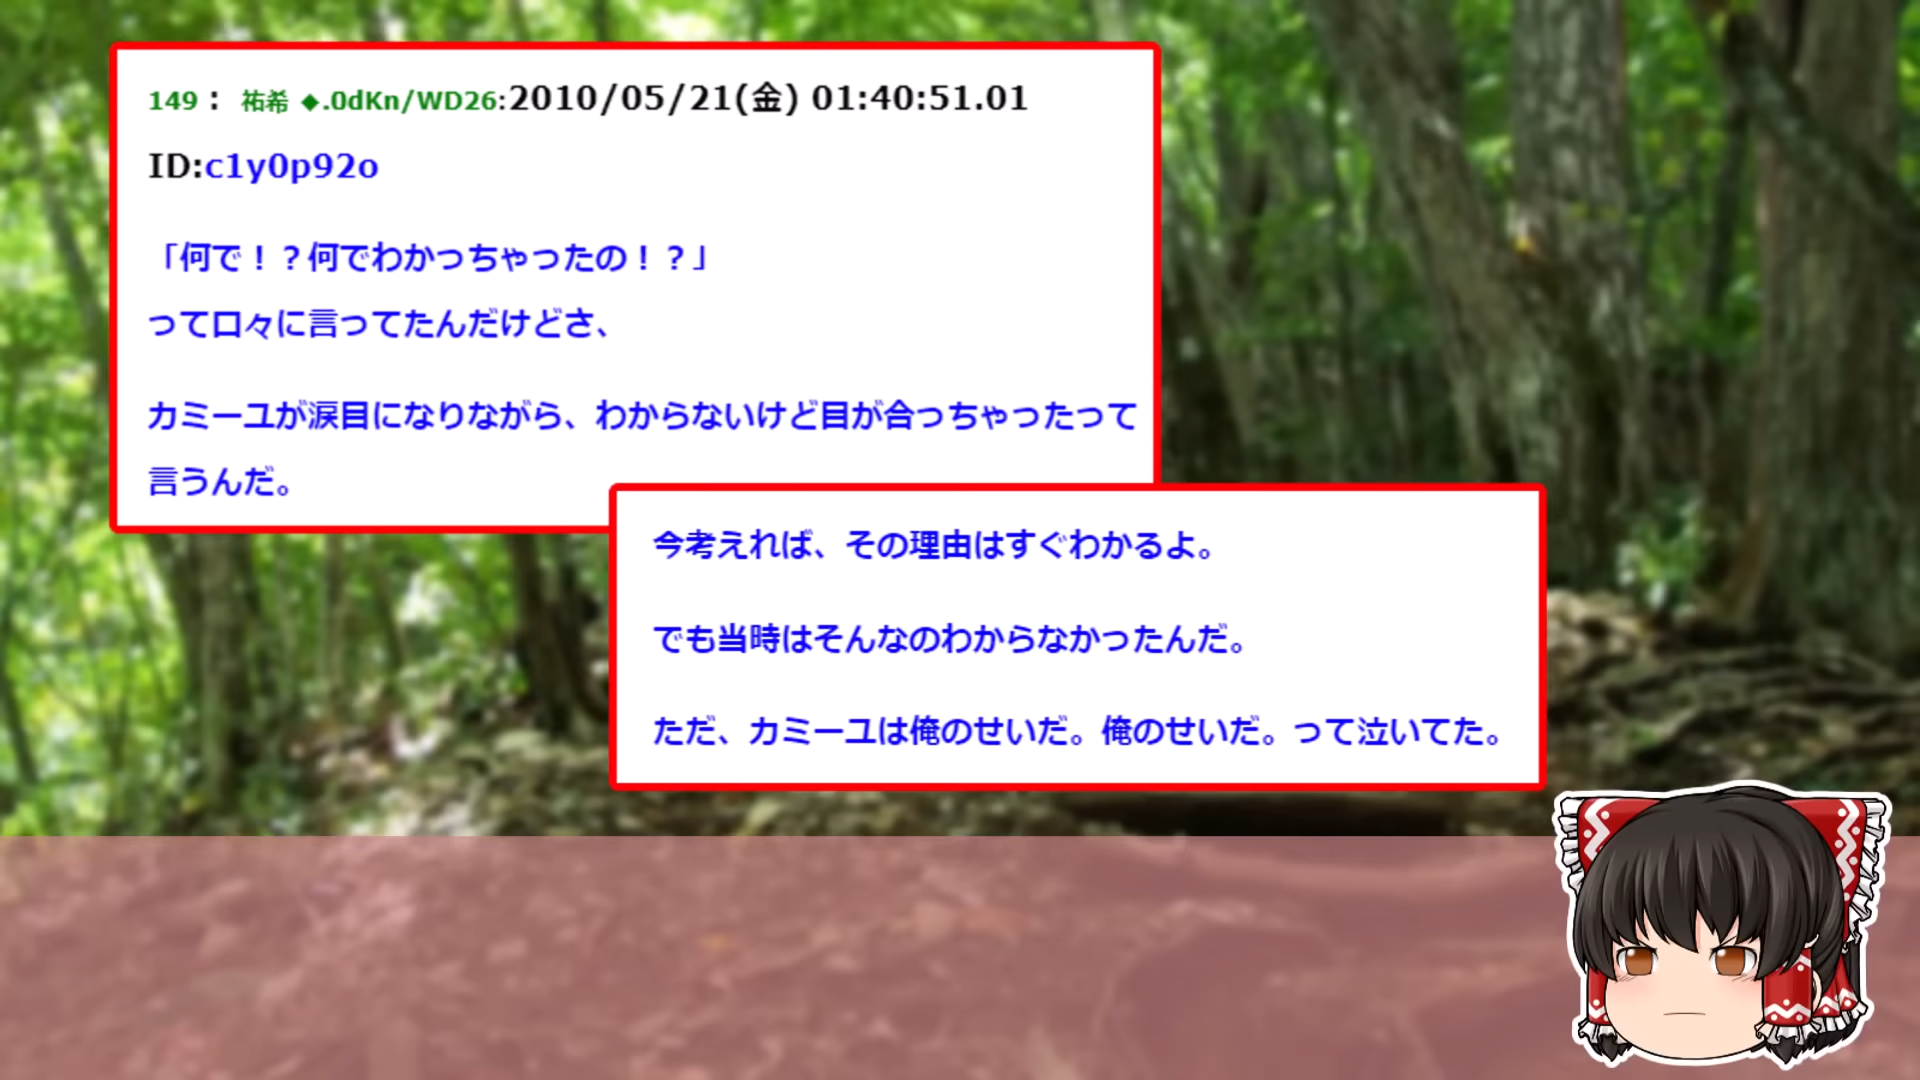 149 : 祐希 ◆.0dKn/WD26:2010/05/21(金) 01:40:51.01
ID:c1y0p92o
「何で！？何でわかっちゃったの！？」
って口々に言ってたんだけどさ、
カミーユが涙目になりながら、わからないけど目が合っちゃったって
言うんだ。
今考えれば、その理由はすぐわかるよ。
でも当時はそんなのわからなかったんだ。
ただ、カミーユは俺のせいだ。俺のせいだ。って泣いてた。